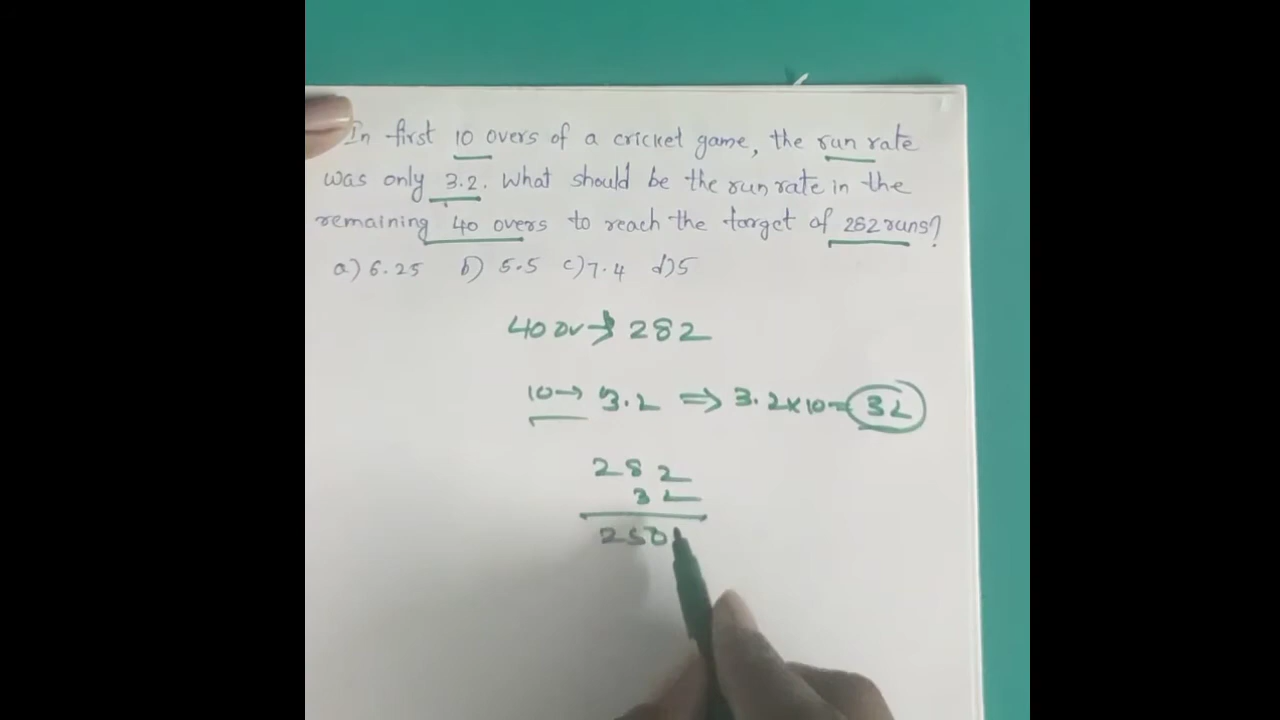 In first 10 overs of a cricket game, the run rate
was only 3.2. What should be the run rate in the
remaining 40 overs to reach the target of 282 runs?
a) 6.25 b) 5.5 c) 7.4 d) 5
40 ov → 282
10 → 3.2 ⇒ 3.2×10=32
282
32
250